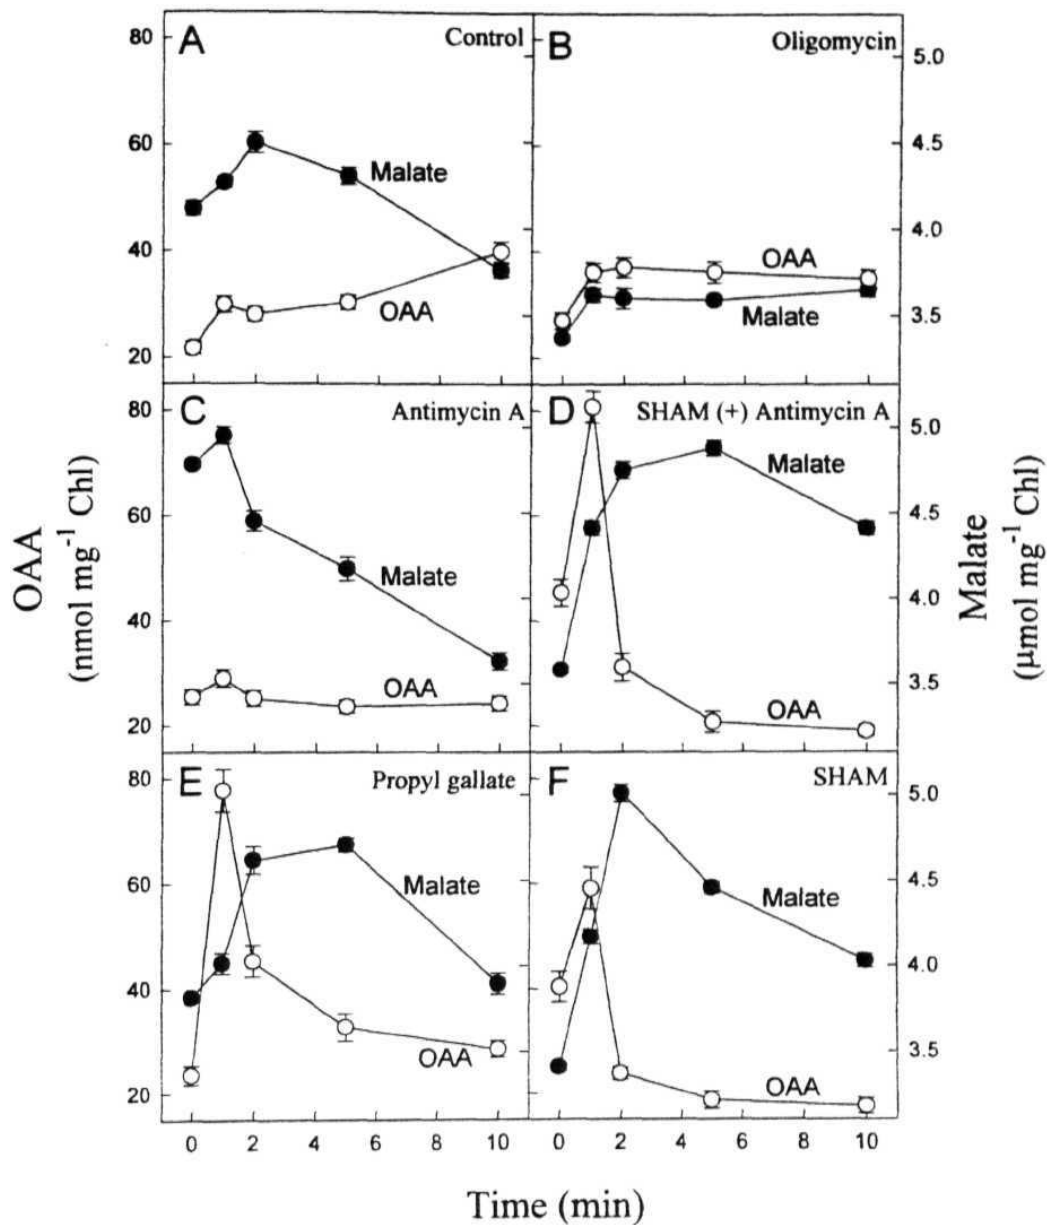 80
60
40
20
A
Control
Malate
OAA
B
Oligomycin
OAA
Malate
5.0
4.5
4.0
3.5
80
60
40
20
C
Antimycin A
Malate
OAA
D
SHAM (+) Antimycin A
Malate
OAA
5.0
4.5
4.0
3.5
80
60
40
20
E
Propyl gallate
Malate
OAA
F
SHAM
Malate
OAA
5.0
4.5
4.0
3.5
0 2 4 6 8 10
0 2 4 6 8 10
Time (min)
OAA
(nmol mg⁻¹ Chl)
Malate
(μmol mg⁻¹ Chl)